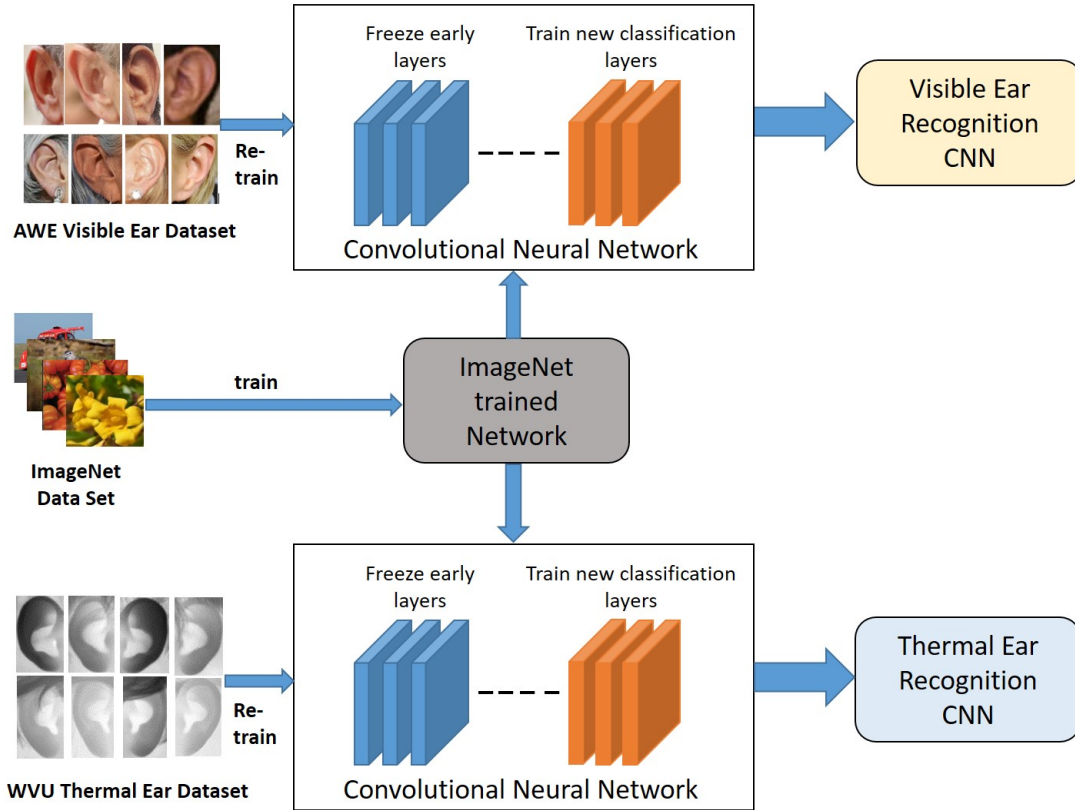 Freeze early
layers
Train new classification
layers
Re-
train
AWE Visible Ear Dataset
Convolutional Neural Network
Visible Ear
Recognition
CNN
train
ImageNet
trained
Network
ImageNet
Data Set
Freeze early
layers
Train new classification
layers
Re-
train
WVU Thermal Ear Dataset
Convolutional Neural Network
Thermal Ear
Recognition
CNN